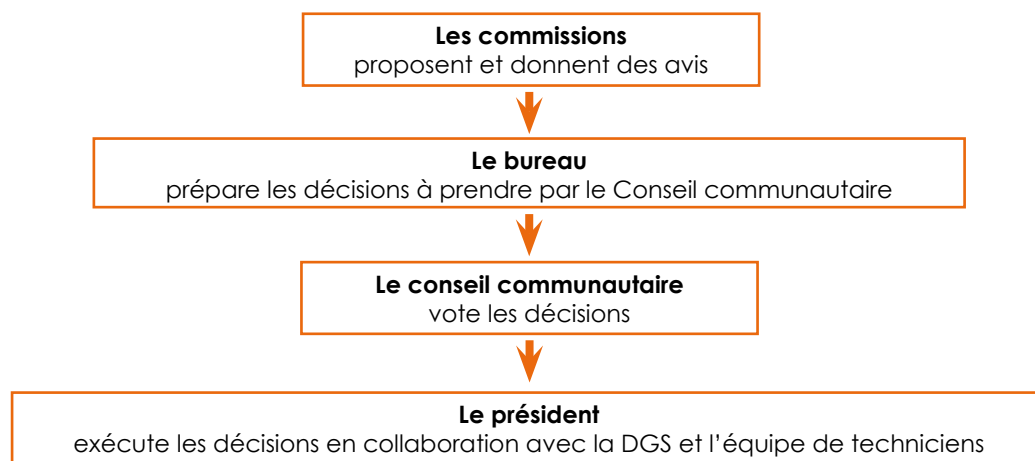 Les commissions
proposent et donnent des avis
Le bureau
prépare les décisions à prendre par le Conseil communautaire
Le conseil communautaire
vote les décisions
Le président
exécute les décisions en collaboration avec la DGS et l’équipe de techniciens